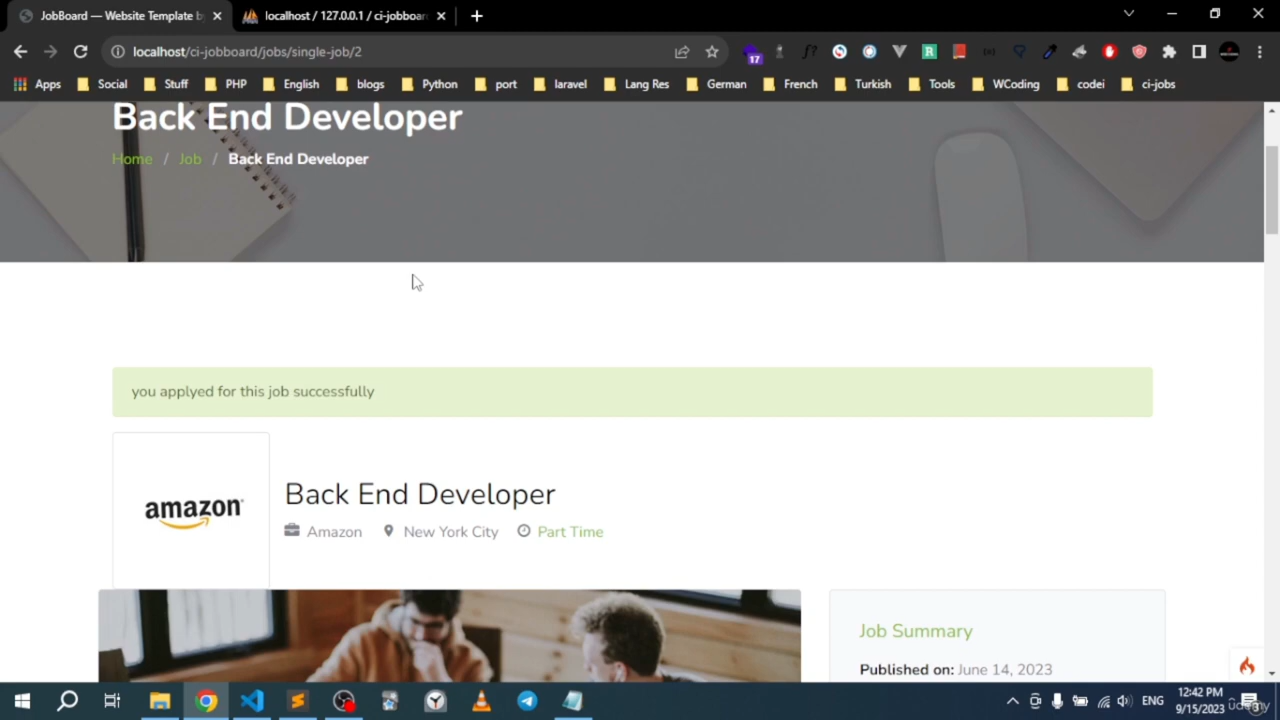 JobBoard — Website Template by
localhost / 127.0.0.1 / ci-jobboar
localhost/ci-jobboard/jobs/single-job/2
17
Apps Social Stuff PHP English blogs Python port laravel Lang Res German French Turkish Tools WCoding codei ci-jobs
Back End Developer
Home / Job / Back End Developer
you applyed for this job successfully
amazon
Back End Developer
Amazon New York City Part Time
Job Summary
Published on: June 14, 2023
ENG
12:42 PM
9/15/2023
udemy